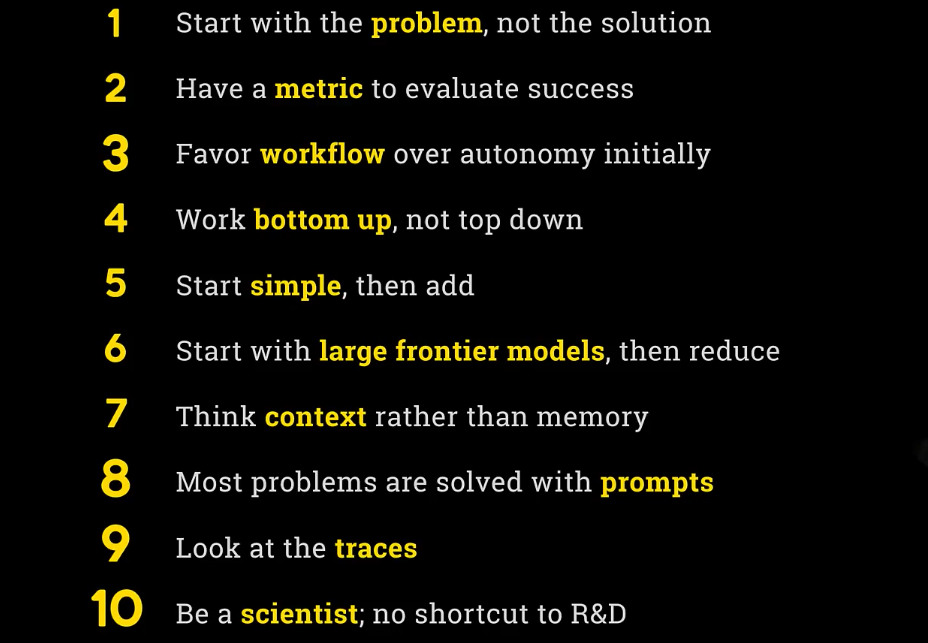 1 Start with the problem, not the solution
2 Have a metric to evaluate success
3 Favor workflow over autonomy initially
4 Work bottom up, not top down
5 Start simple, then add
6 Start with large frontier models, then reduce
7 Think context rather than memory
8 Most problems are solved with prompts
9 Look at the traces
10 Be a scientist; no shortcut to R&D